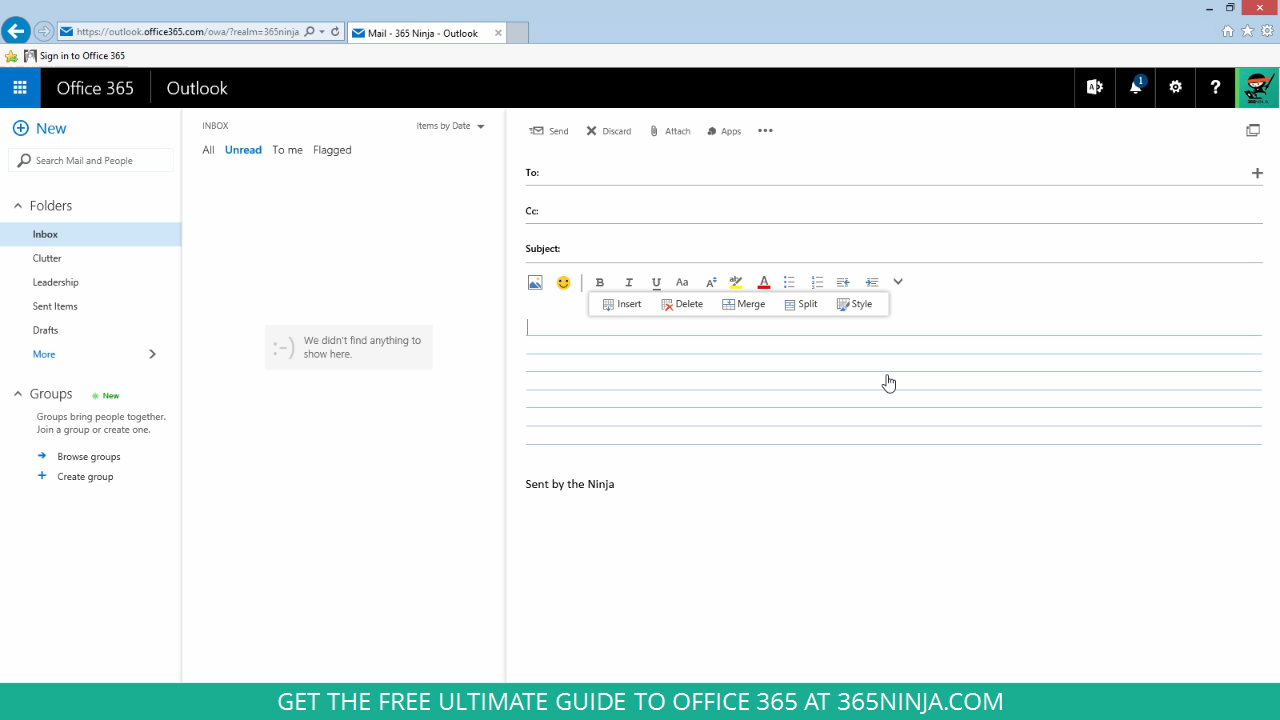 https://outlook.office365.com/owa/?realm=365ninja
Mail - 365 Ninja - Outlook
Sign in to Office 365
Office 365
Outlook
1
?
New
Search Mail and People
Folders
Inbox
Clutter
Leadership
Sent Items
Drafts
More
Groups
New
Groups bring people together.
Join a group or create one.
Browse groups
Create group
INBOX
Items by Date
All Unread To me Flagged
:-)
We didn't find anything to
show here.
Send Discard Attach Apps •••
To:
Cc:
Subject:
B I U Aa A A
Insert Delete Merge Split Style
Sent by the Ninja
GET THE FREE ULTIMATE GUIDE TO OFFICE 365 AT 365NINJA.COM